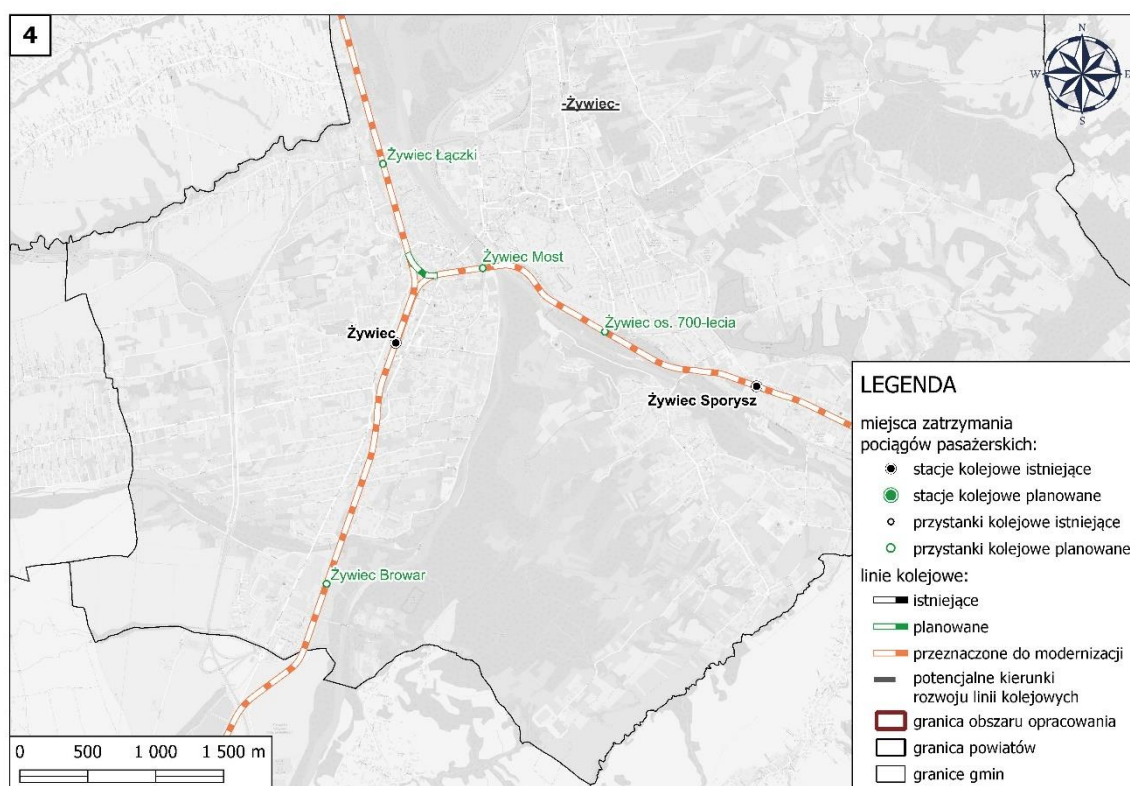 4
-Żywiec-
N
W E
S
Żywiec Łączki
Żywiec Most
Żywiec os. 700-lecia
Żywiec
Żywiec Sporysz
Żywiec Browar
LEGENDA
miejsca zatrzymania
pociągów pasażerskich:
stacje kolejowe istniejące
stacje kolejowe planowane
przystanki kolejowe istniejące
przystanki kolejowe planowane
linie kolejowe:
istniejące
planowane
przeznaczone do modernizacji
potencjalne kierunki
rozwoju linii kolejowych
granica obszaru opracowania
granica powiatów
granice gmin
0 500 1 000 1 500 m